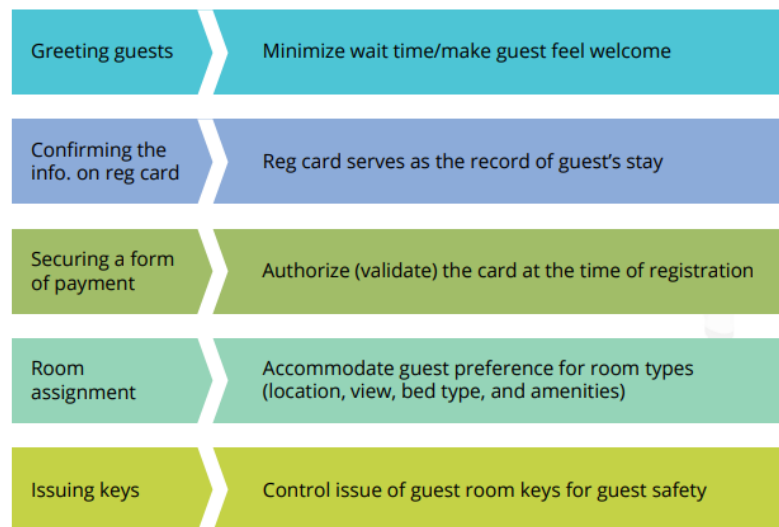 Greeting guests
Minimize wait time/make guest feel welcome
Confirming the
info. on reg card
Reg card serves as the record of guest's stay
Securing a form
of payment
Authorize (validate) the card at the time of registration
Room
assignment
Accommodate guest preference for room types
(location, view, bed type, and amenities)
Issuing keys
Control issue of guest room keys for guest safety